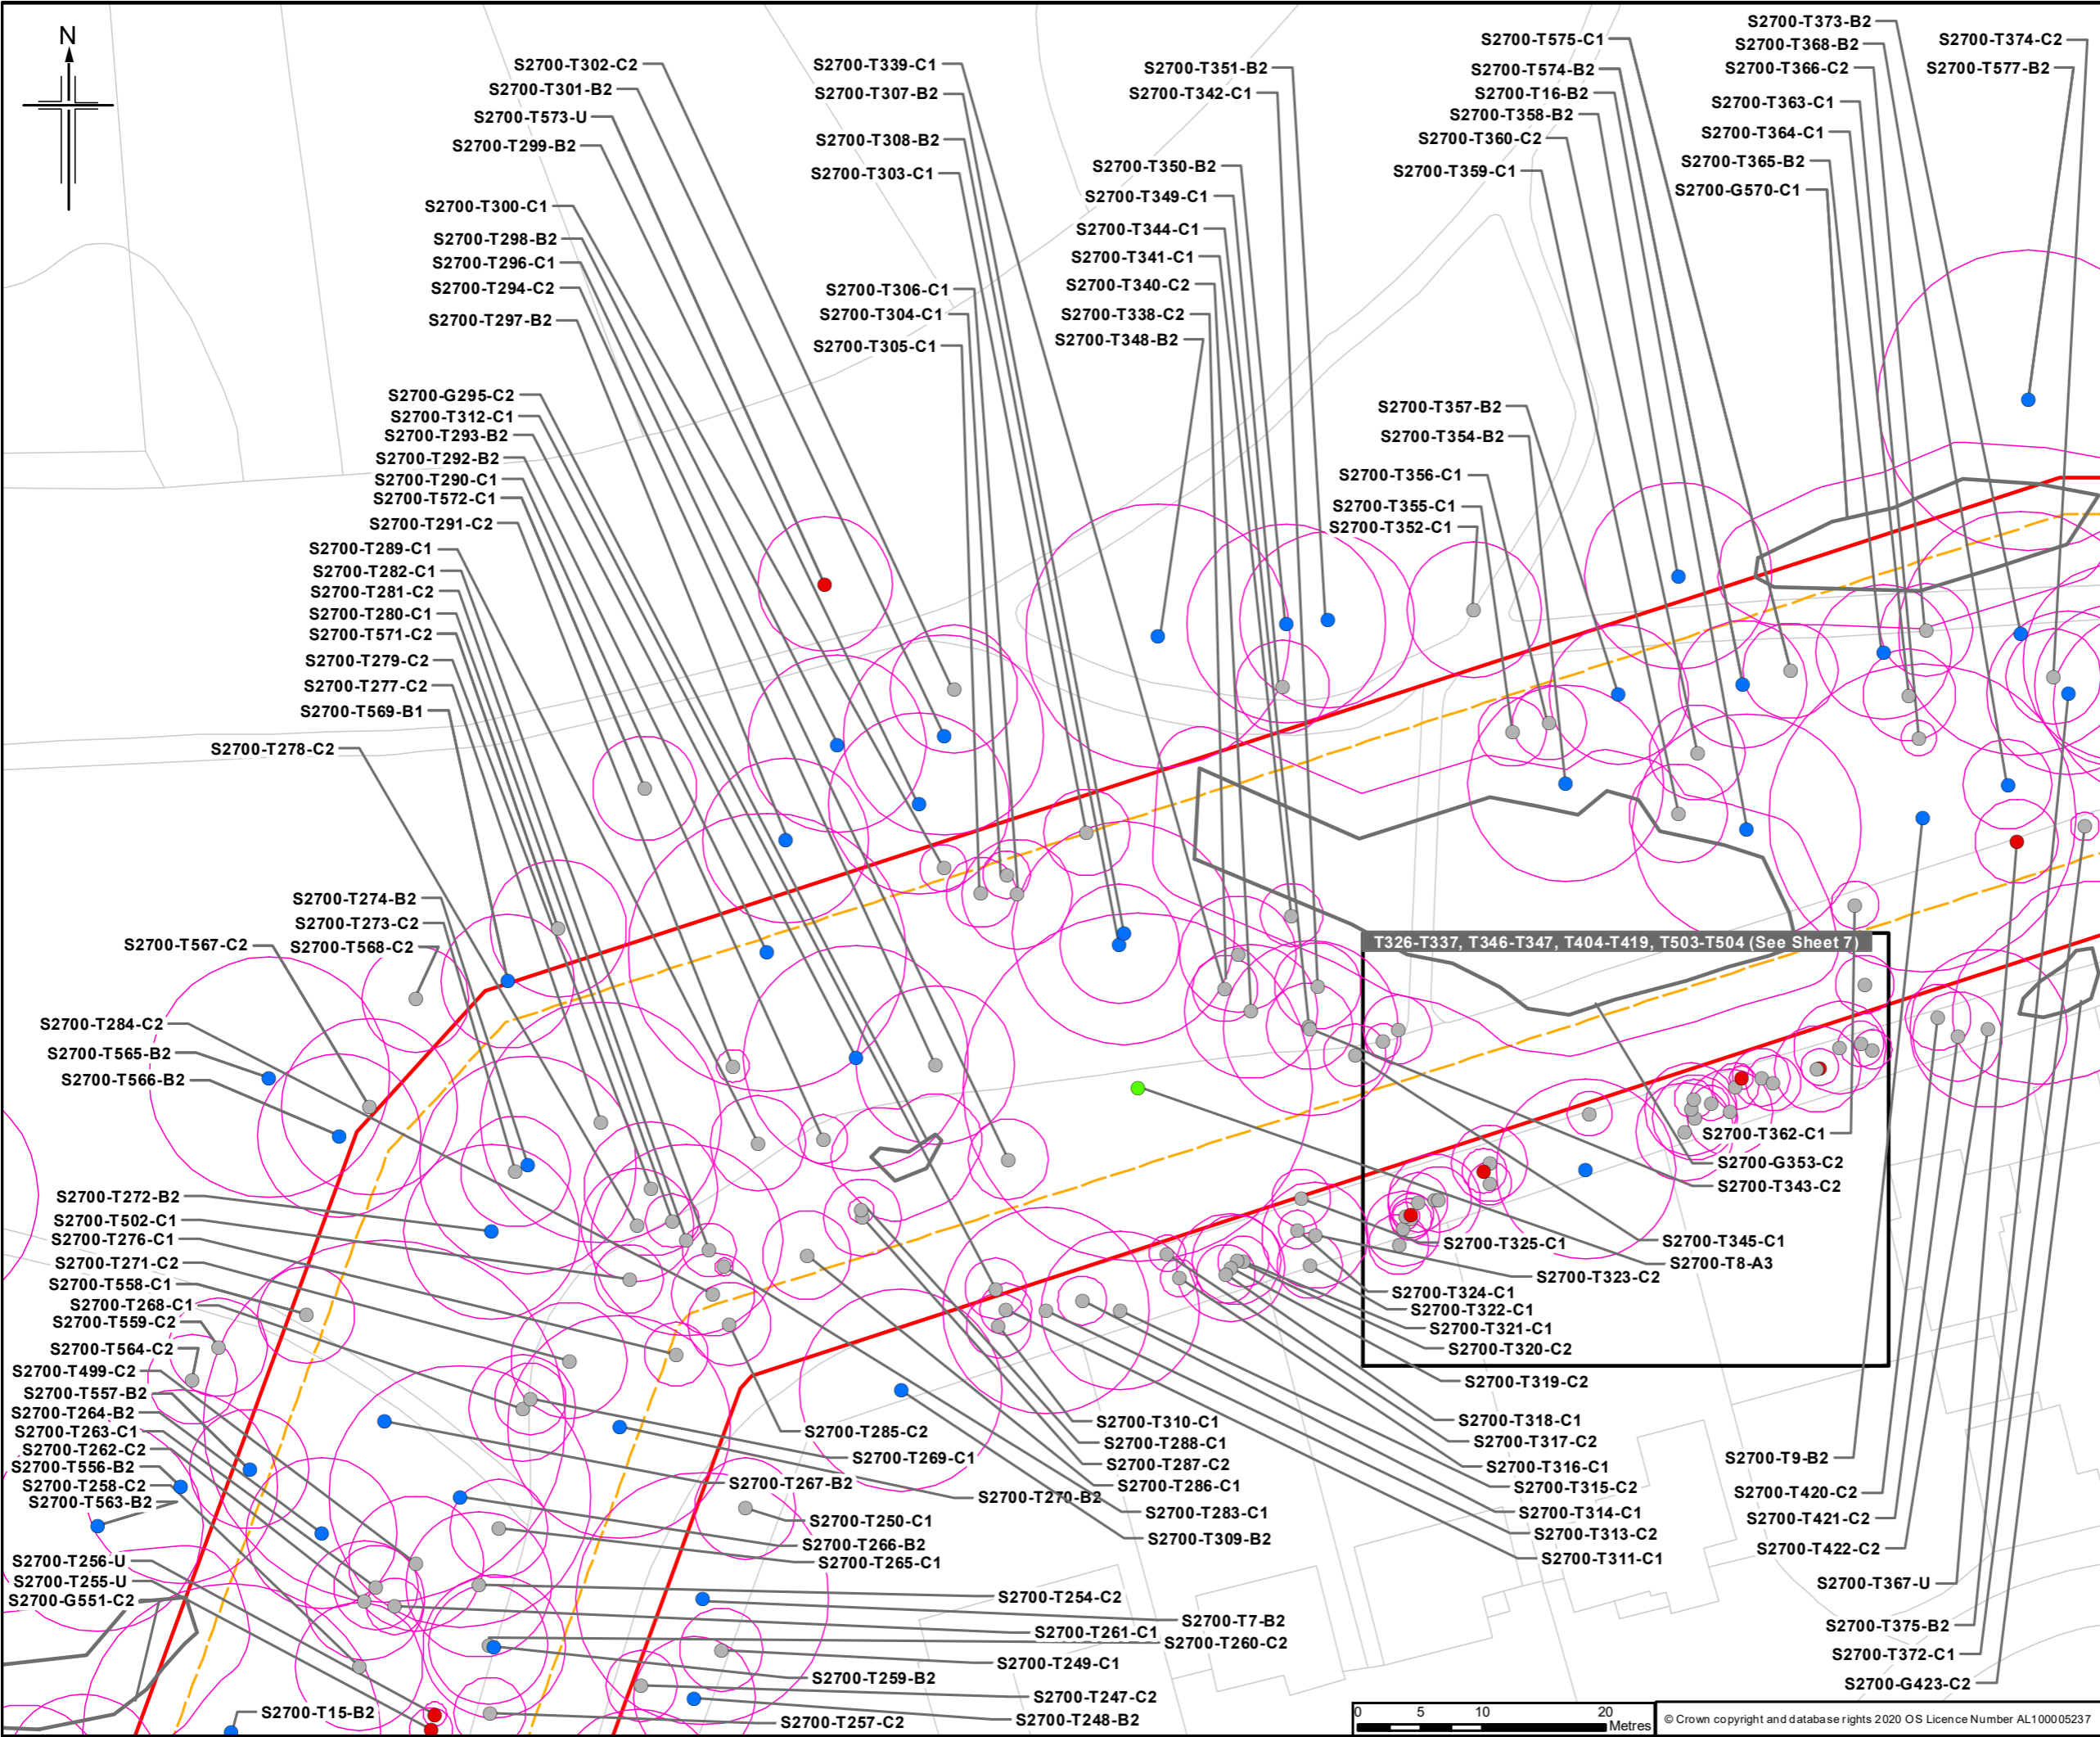 N
S2700-T302-C2
S2700-T301-B2
S2700-T573-U
S2700-T299-B2
S2700-T300-C1
S2700-T298-B2
S2700-T296-C1
S2700-T294-C2
S2700-T297-B2
S2700-G295-C2
S2700-T312-C1
S2700-T293-B2
S2700-T292-B2
S2700-T290-C1
S2700-T572-C1
S2700-T291-C2
S2700-T289-C1
S2700-T282-C1
S2700-T281-C2
S2700-T280-C1
S2700-T571-C2
S2700-T279-C2
S2700-T277-C2
S2700-T569-B1
S2700-T278-C2
S2700-T274-B2
S2700-T273-C2
S2700-T567-C2
S2700-T568-C2
S2700-T284-C2
S2700-T565-B2
S2700-T566-B2
S2700-T272-B2
S2700-T502-C1
S2700-T276-C1
S2700-T271-C2
S2700-T558-C1
S2700-T268-C1
S2700-T559-C2
S2700-T564-C2
S2700-T499-C2
S2700-T557-B2
S2700-T264-B2
S2700-T263-C1
S2700-T262-C2
S2700-T556-B2
S2700-T258-C2
S2700-T563-B2
S2700-T256-U
S2700-T255-U
S2700-G551-C2
S2700-T15-B2
S2700-T339-C1
S2700-T307-B2
S2700-T308-B2
S2700-T303-C1
S2700-T306-C1
S2700-T304-C1
S2700-T305-C1
S2700-T351-B2
S2700-T342-C1
S2700-T350-B2
S2700-T349-C1
S2700-T344-C1
S2700-T341-C1
S2700-T340-C2
S2700-T338-C2
S2700-T348-B2
S2700-T575-C1
S2700-T574-B2
S2700-T16-B2
S2700-T358-B2
S2700-T360-C2
S2700-T359-C1
S2700-T357-B2
S2700-T354-B2
S2700-T356-C1
S2700-T355-C1
S2700-T352-C1
S2700-T373-B2
S2700-T368-B2
S2700-T366-C2
S2700-T363-C1
S2700-T364-C1
S2700-T365-B2
S2700-G570-C1
S2700-T374-C2
S2700-T577-B2
T326-T337, T346-T347, T404-T419, T503-T504 (See Sheet 7)
S2700-T362-C1
S2700-G353-C2
S2700-T343-C2
S2700-T325-C1
S2700-T345-C1
S2700-T8-A3
S2700-T323-C2
S2700-T324-C1
S2700-T322-C1
S2700-T321-C1
S2700-T320-C2
S2700-T319-C2
S2700-T318-C1
S2700-T317-C2
S2700-T316-C1
S2700-T315-C2
S2700-T314-C1
S2700-T313-C2
S2700-T311-C1
S2700-T310-C1
S2700-T288-C1
S2700-T287-C2
S2700-T286-C1
S2700-T283-C1
S2700-T309-B2
S2700-T285-C2
S2700-T269-C1
S2700-T267-B2
S2700-T270-B2
S2700-T250-C1
S2700-T266-B2
S2700-T265-C1
S2700-T254-C2
S2700-T7-B2
S2700-T261-C1
S2700-T260-C2
S2700-T249-C1
S2700-T259-B2
S2700-T247-C2
S2700-T248-B2
S2700-T257-C2
S2700-T9-B2
S2700-T420-C2
S2700-T421-C2
S2700-T422-C2
S2700-T367-U
S2700-T375-B2
S2700-T372-C1
S2700-G423-C2
0 5 10 20
Metres
© Crown copyright and database rights 2020 OS Licence Number AL100005237